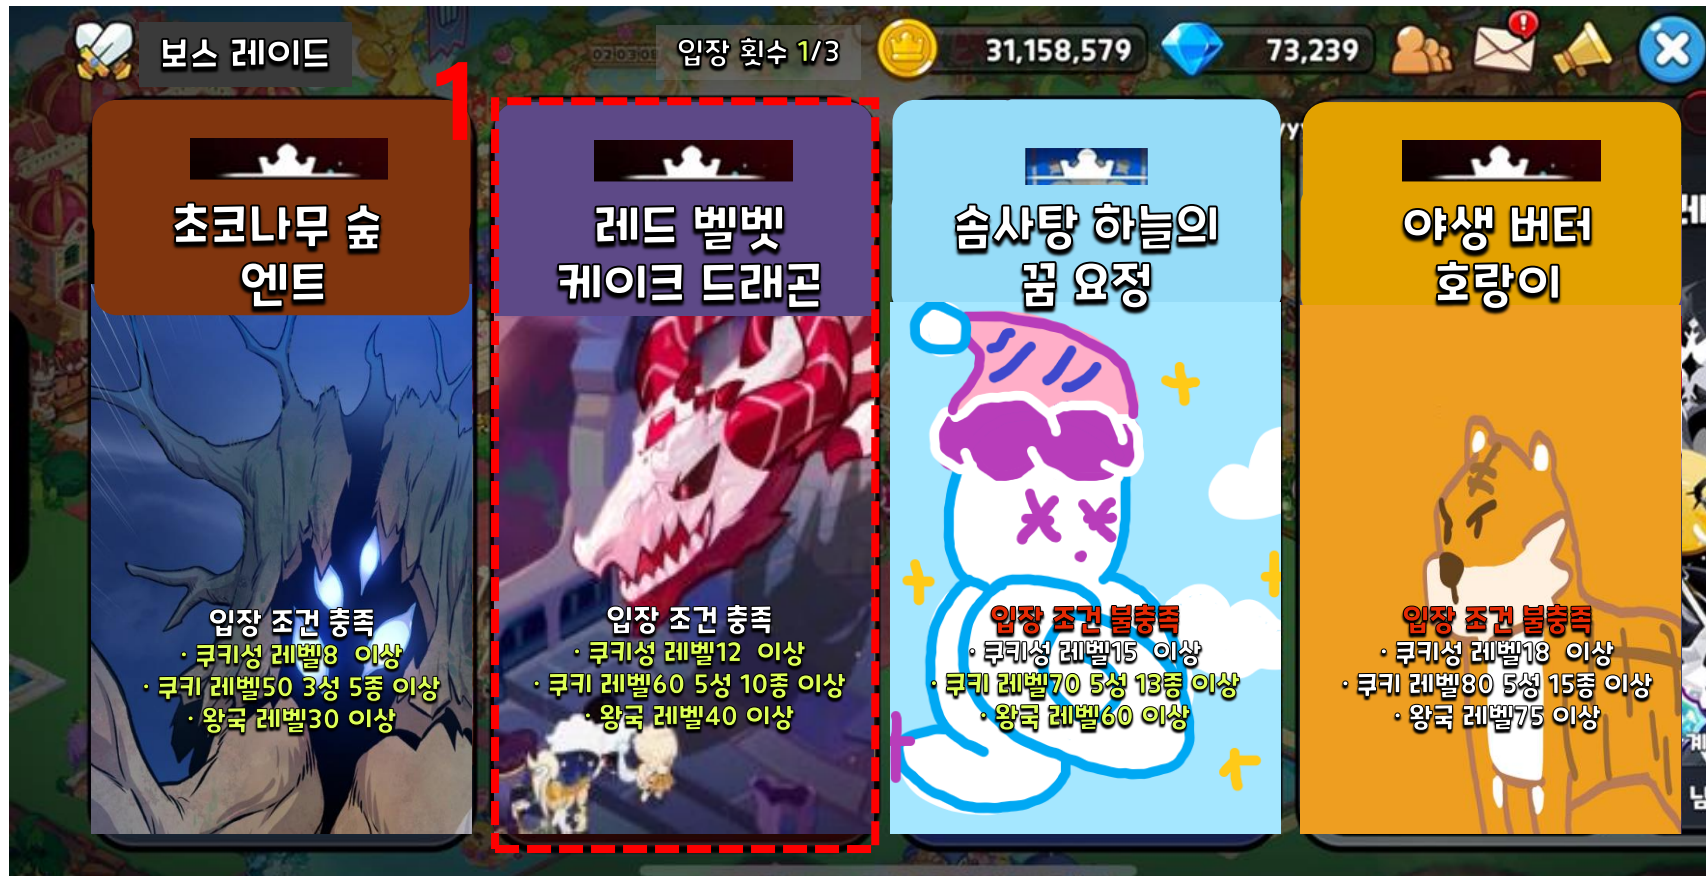 보스 레이드
02:03:08
입장 횟수 1/3
31,158,579
73,239
1
초코나무 숲
엔트
입장 조건 충족
· 쿠키성 레벨8 이상
· 쿠키 레벨50 3성 5종 이상
· 왕국 레벨30 이상
레드 벨벳
케이크 드래곤
입장 조건 충족
· 쿠키성 레벨12 이상
· 쿠키 레벨60 5성 10종 이상
· 왕국 레벨40 이상
솜사탕 하늘의
꿈 요정
입장 조건 불충족
· 쿠키성 레벨15 이상
· 쿠키 레벨70 5성 13종 이상
· 왕국 레벨60 이상
야생 버터
호랑이
입장 조건 불충족
· 쿠키성 레벨18 이상
· 쿠키 레벨80 5성 15종 이상
· 왕국 레벨75 이상